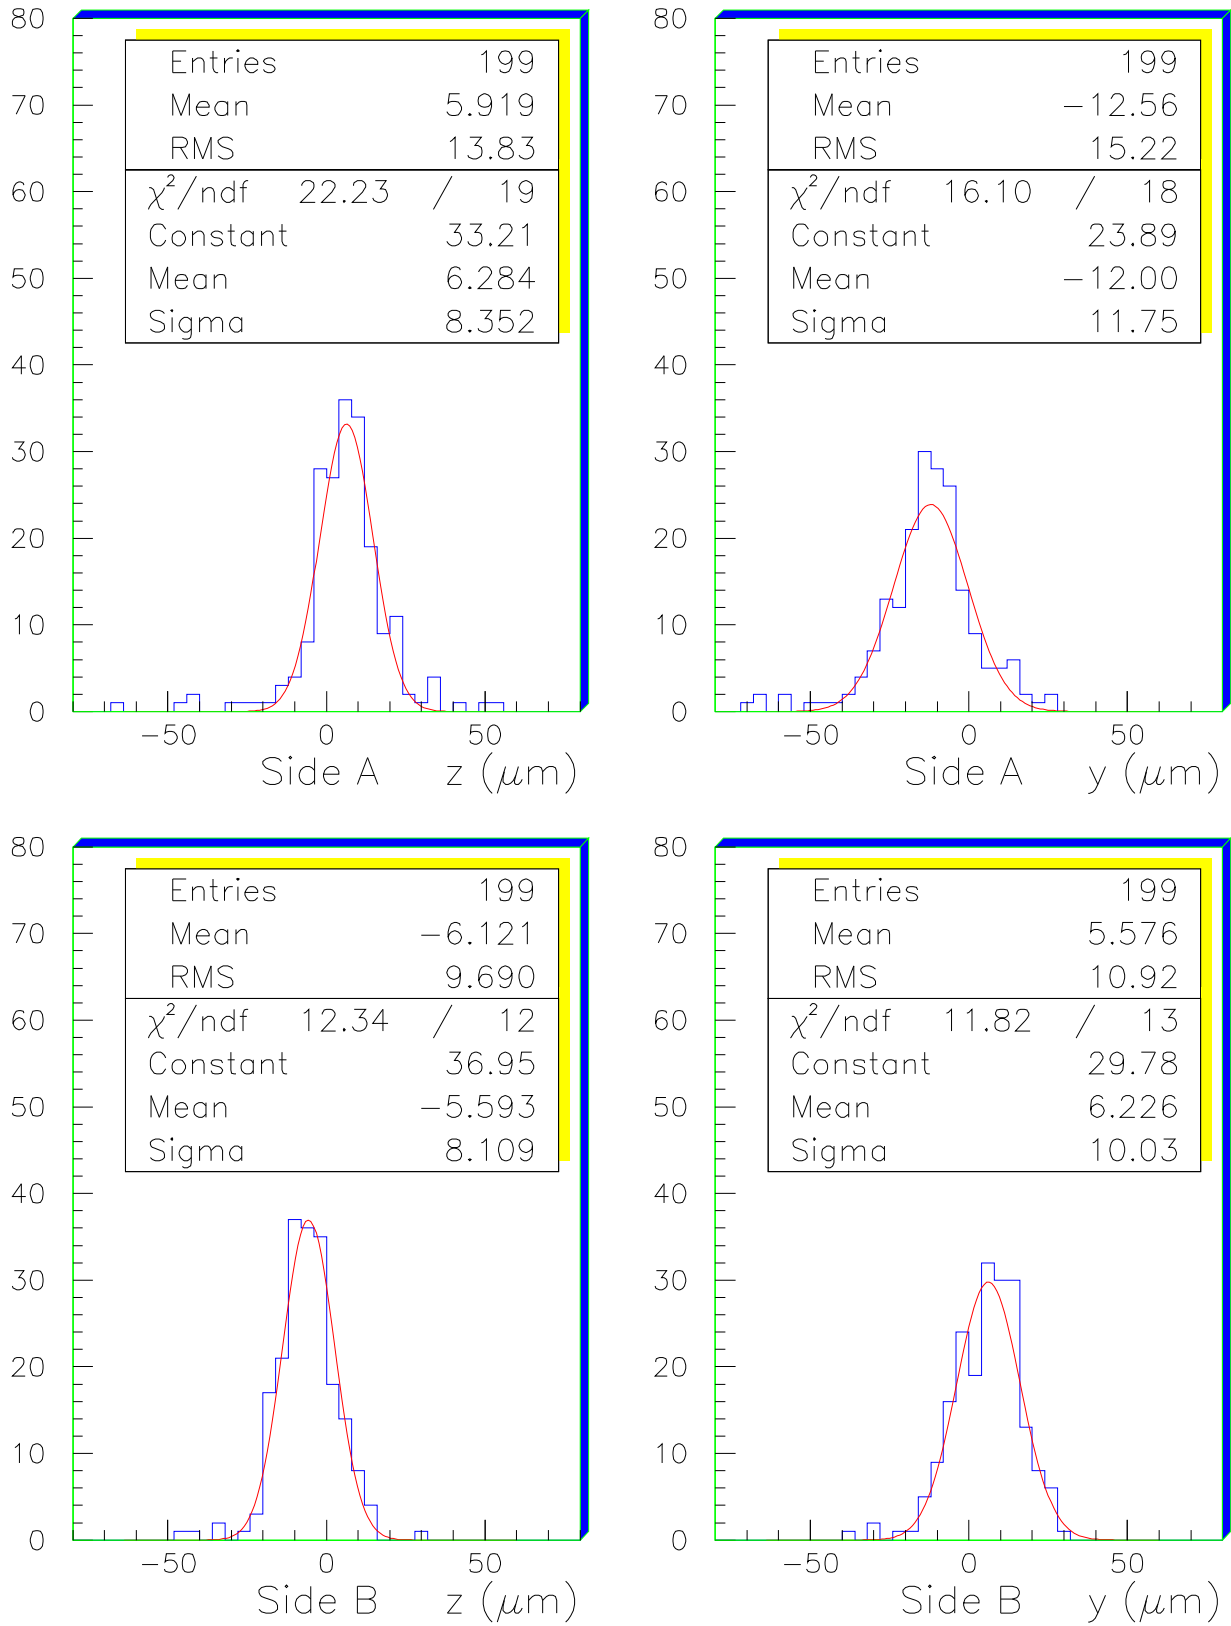 80
70
60
50
40
30
20
10
0
Entries 199
Mean 5.919
RMS 13.83
χ²/ndf 22.23 / 19
Constant 33.21
Mean 6.284
Sigma 8.352
−50 0 50
Side A z (μm)
80
70
60
50
40
30
20
10
0
Entries 199
Mean −12.56
RMS 15.22
χ²/ndf 16.10 / 18
Constant 23.89
Mean −12.00
Sigma 11.75
−50 0 50
Side A y (μm)
80
70
60
50
40
30
20
10
0
Entries 199
Mean −6.121
RMS 9.690
χ²/ndf 12.34 / 12
Constant 36.95
Mean −5.593
Sigma 8.109
−50 0 50
Side B z (μm)
80
70
60
50
40
30
20
10
0
Entries 199
Mean 5.576
RMS 10.92
χ²/ndf 11.82 / 13
Constant 29.78
Mean 6.226
Sigma 10.03
−50 0 50
Side B y (μm)